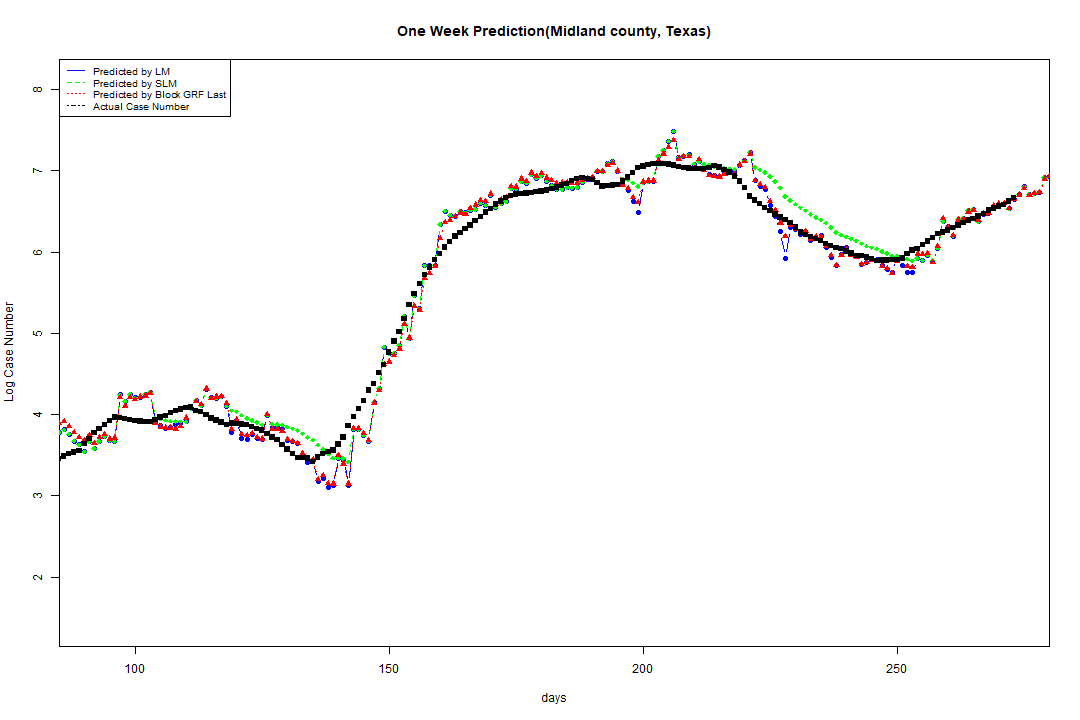 One Week Prediction(Midland county, Texas)
Predicted by LM
Predicted by SLM
Predicted by Block GRF Last
Actual Case Number
8
7
6
5
4
3
2
Log Case Number
100 150 200 250
days